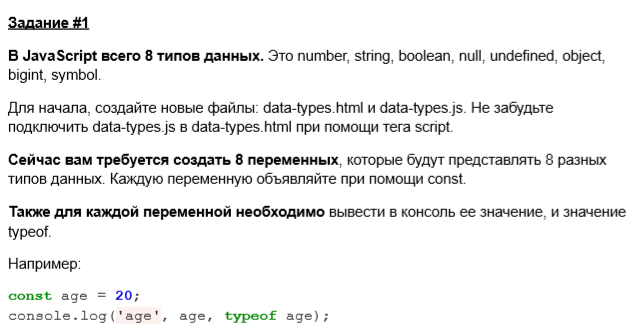 Задание #1
В JavaScript всего 8 типов данных. Это number, string, boolean, null, undefined, object,
bigint, symbol.
Для начала, создайте новые файлы: data-types.html и data-types.js. Не забудьте
подключить data-types.js в data-types.html при помощи тега script.
Сейчас вам требуется создать 8 переменных, которые будут представлять 8 разных
типов данных. Каждую переменную объявляйте при помощи const.
Также для каждой переменной необходимо вывести в консоль ее значение, и значение
typeof.
Например:
const age = 20;
console.log('age', age, typeof age);